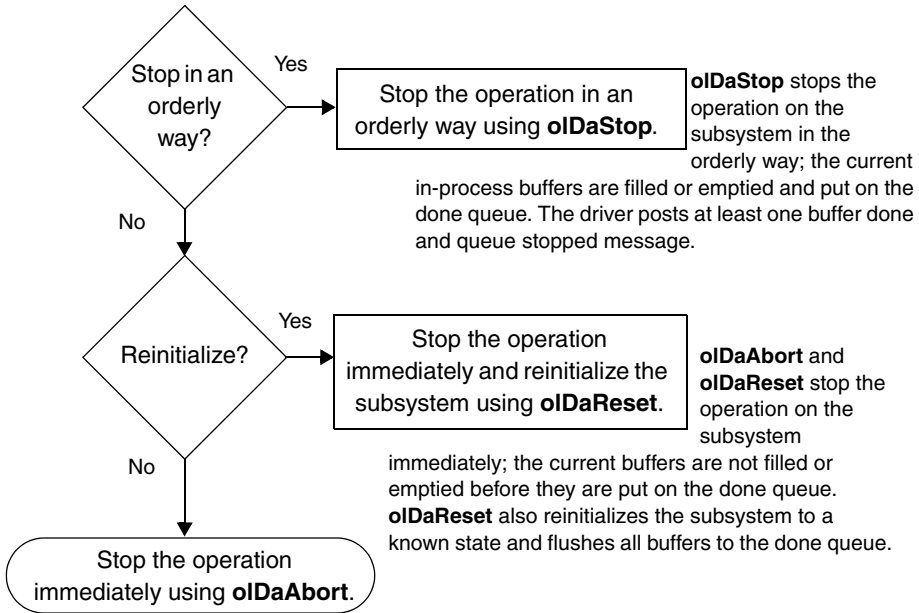 Stop in an
orderly
way?
Yes
Stop the operation in an
orderly way using olDaStop.
olDaStop stops the
operation on the
subsystem in the
orderly way; the current
in-process buffers are filled or emptied and put on the
done queue. The driver posts at least one buffer done
and queue stopped message.
No
Reinitialize?
Yes
Stop the operation
immediately and reinitialize the
subsystem using olDaReset.
olDaAbort and
olDaReset stop the
operation on the
subsystem
immediately; the current buffers are not filled or
emptied before they are put on the done queue.
olDaReset also reinitializes the subsystem to a
known state and flushes all buffers to the done queue.
No
Stop the operation
immediately using olDaAbort.